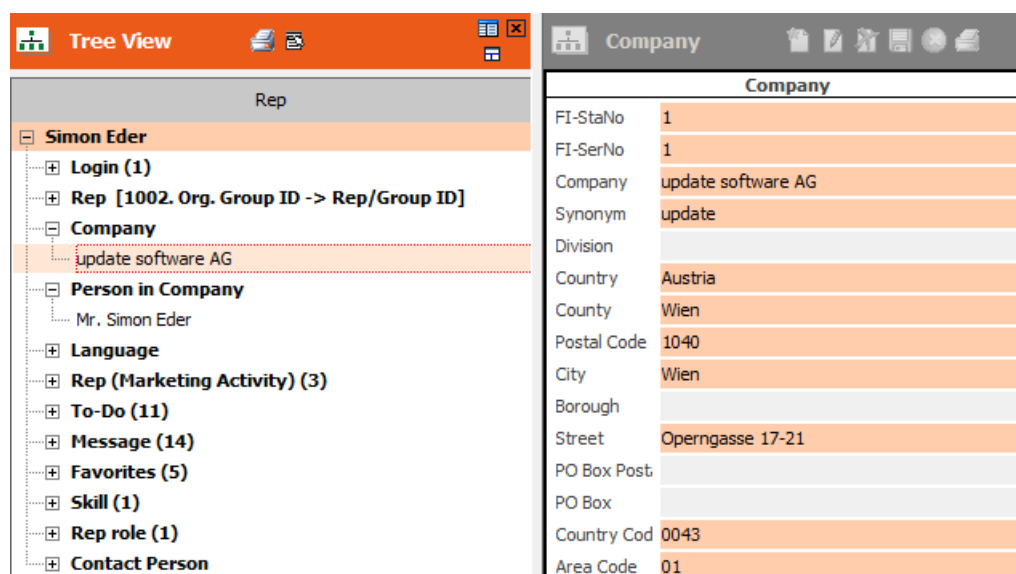 Tree View
Rep
Simon Eder
Login (1)
Rep [1002. Org. Group ID -> Rep/Group ID]
Company
update software AG
Person in Company
Mr. Simon Eder
Language
Rep (Marketing Activity) (3)
To-Do (11)
Message (14)
Favorites (5)
Skill (1)
Rep role (1)
Contact Person
Company
Company
FI-StaNo 1
FI-SerNo 1
Company update software AG
Synonym update
Division
Country Austria
County Wien
Postal Code 1040
City Wien
Borough
Street Operngasse 17-21
PO Box Post
PO Box
Country Cod 0043
Area Code 01